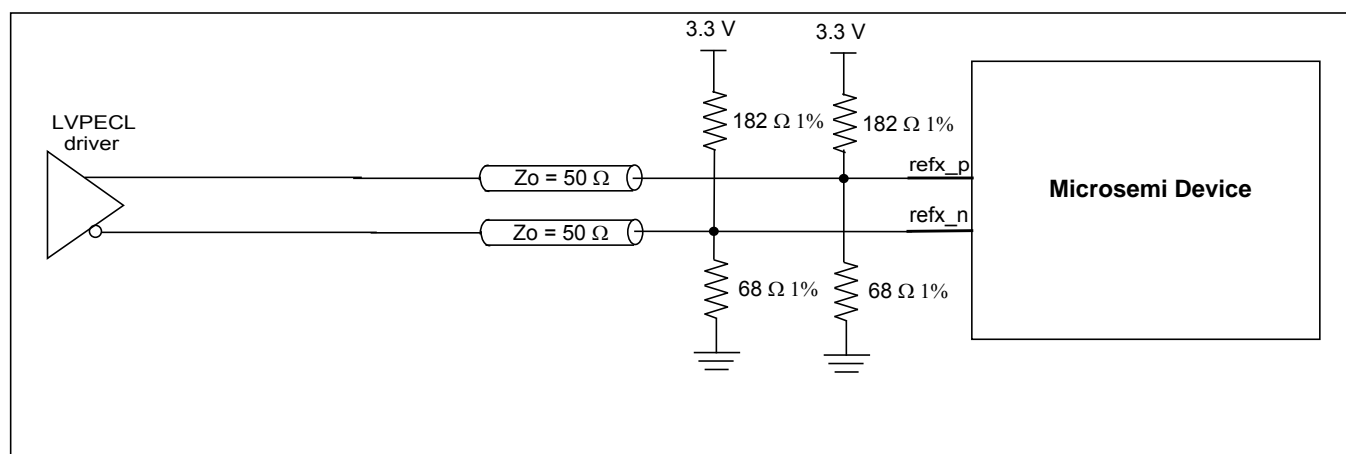 3.3 V
3.3 V
LVPECL
driver
182 Ω 1%
182 Ω 1%
Zo = 50 Ω
refx_p
Microsemi Device
Zo = 50 Ω
refx_n
68 Ω 1%
68 Ω 1%